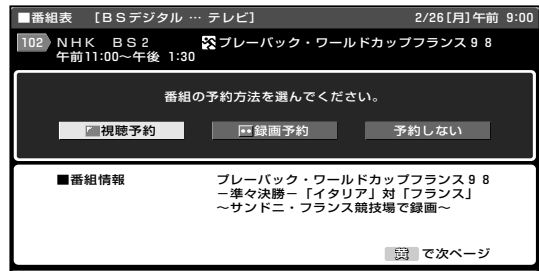 ■番組表 [BSデジタル … テレビ] 2/26[月]午前 9:00
102 NHK BS2 プレーバック・ワールドカップフランス98
午前11:00～午後 1:30
番組の予約方法を選んでください。
視聴予約 録画予約 予約しない
■番組情報 プレーバック・ワールドカップフランス98
－準々決勝－「イタリア」対「フランス」
～サンドニ・フランス競技場で録画～
黄 で次ページ